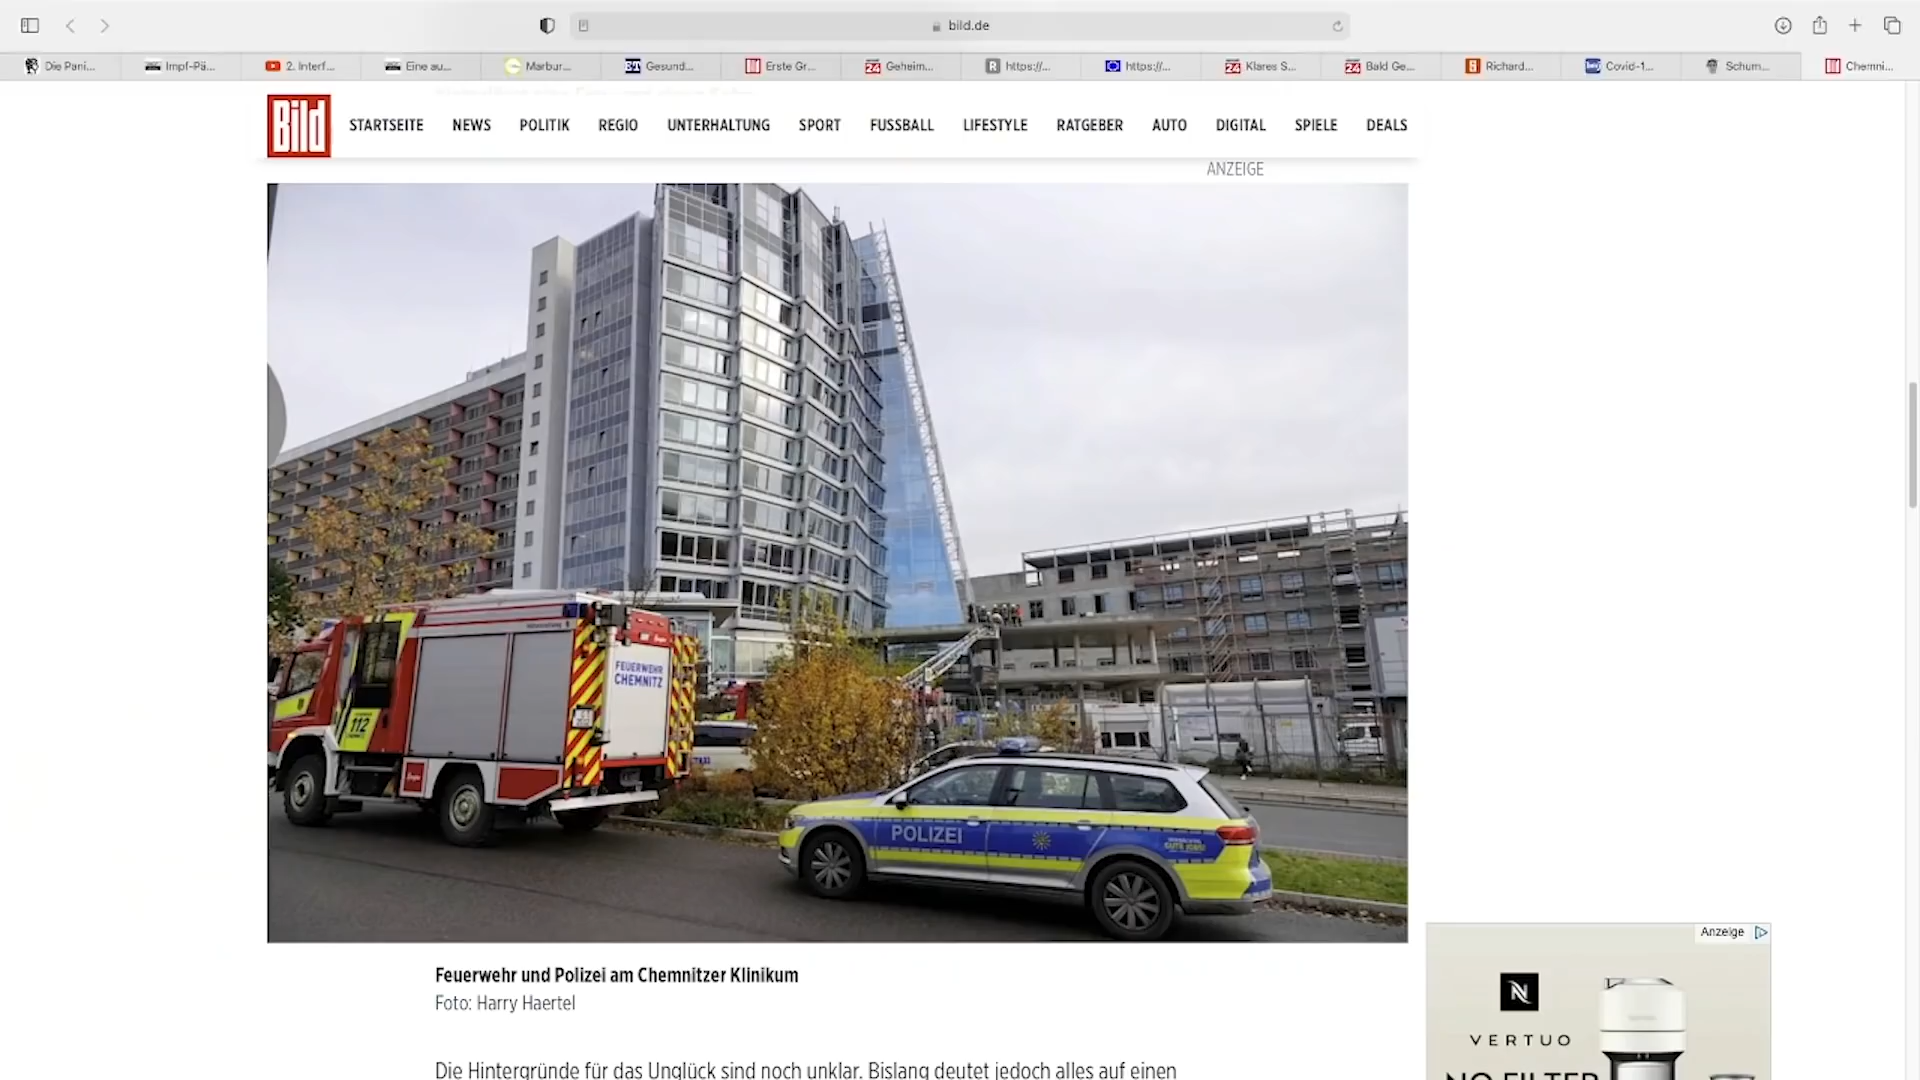 bild.de
Die Pani...
Impf-Pä...
2. Interf...
Eine au...
Marbur...
Gesund...
Erste Gr...
Geheim...
https://...
https://...
Klares S...
Bald Ge...
Richard...
Covid-1...
Schum...
Chemni...
Bild
STARTSEITE
NEWS
POLITIK
REGIO
UNTERHALTUNG
SPORT
FUSSBALL
LIFESTYLE
RATGEBER
AUTO
DIGITAL
SPIELE
DEALS
ANZEIGE
FEUERWEHR
CHEMNITZ
112
POLIZEI
Feuerwehr und Polizei am Chemnitzer Klinikum
Foto: Harry Haertel
Die Hintergründe für das Unglück sind noch unklar. Bislang deutet jedoch alles auf einen
Anzeige
N
VERTUO
NO FILTER